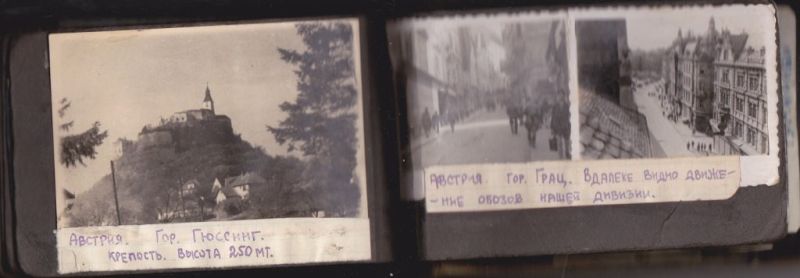 Австрия. Гор. Гюссинг.
крепость. высота 250 мт.
Австрия. гор. Грац. Вдалеке видно движе-
-ние обозов нашей дивизии.